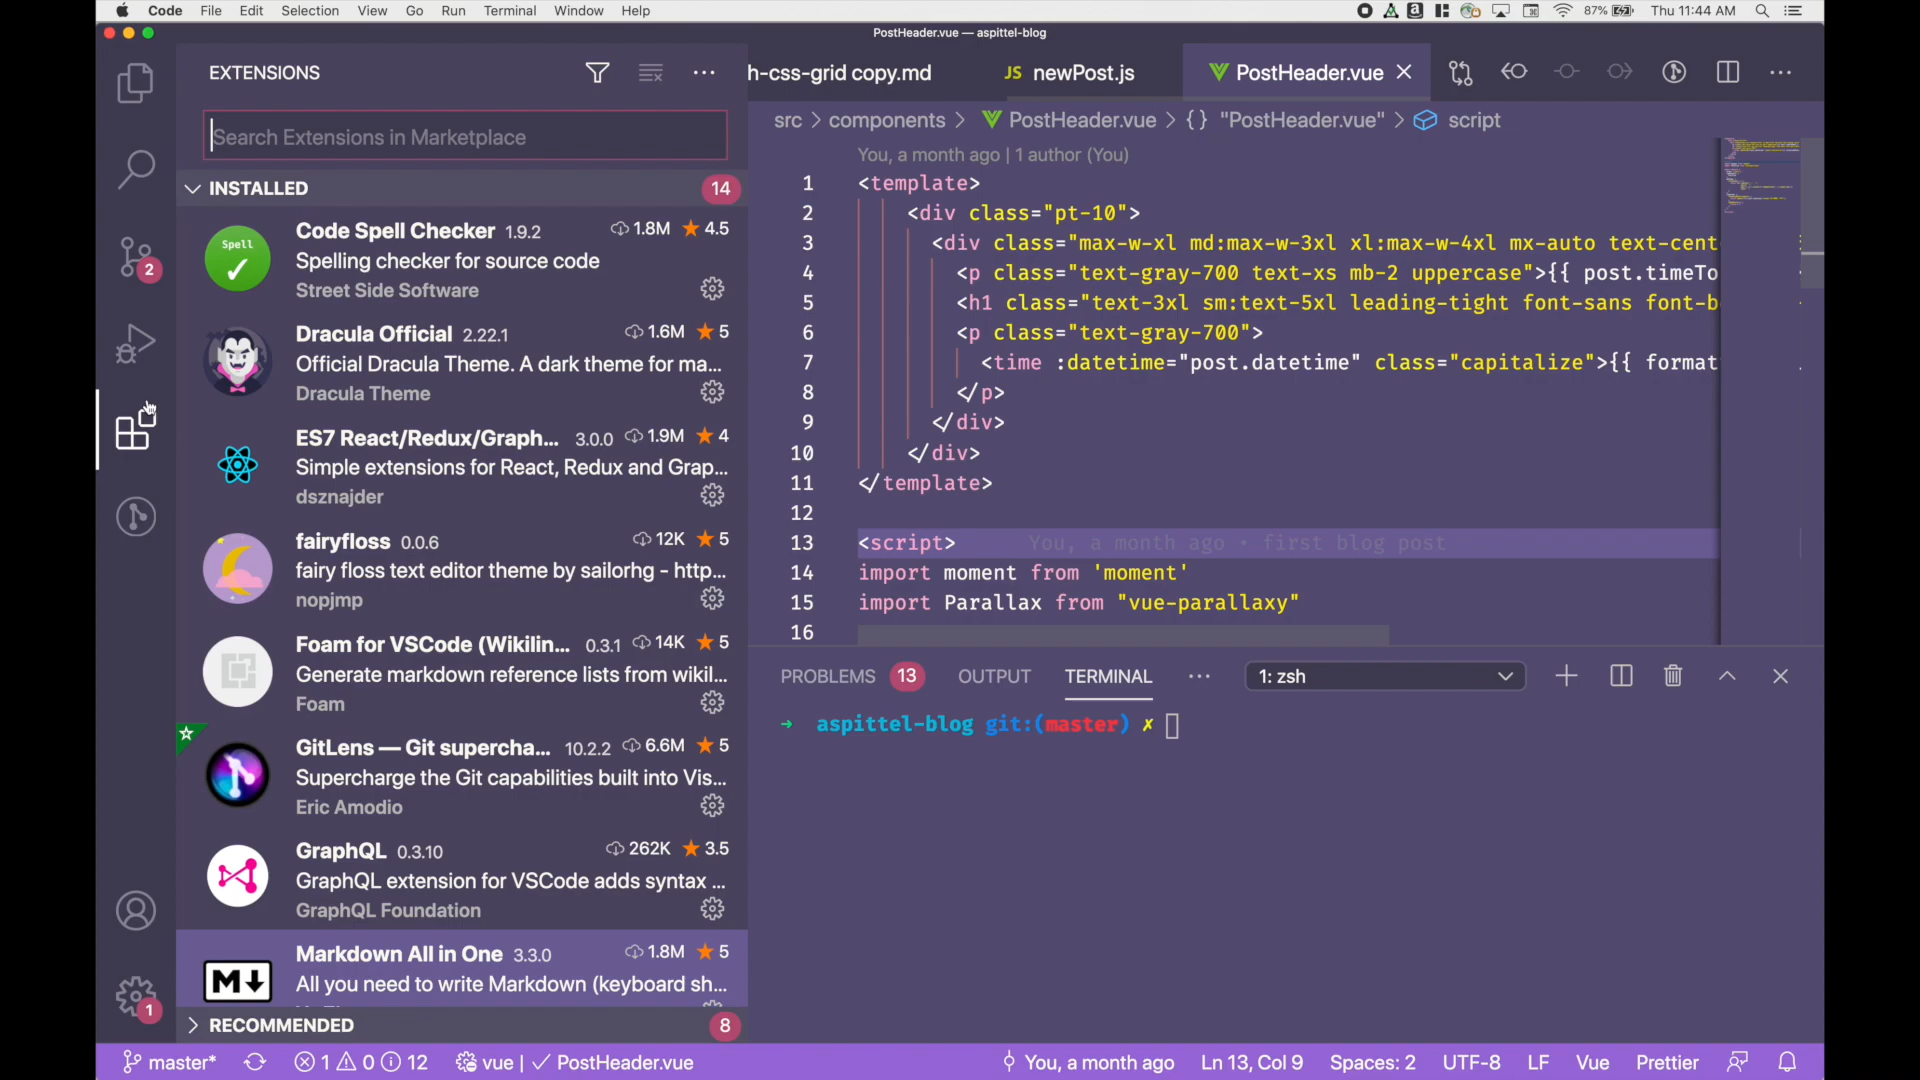 Code File Edit Selection View Go Run Terminal Window Help 87% Thu 11:44 AM
PostHeader.vue — aspittel-blog
EXTENSIONS
Search Extensions in Marketplace
INSTALLED 14
Code Spell Checker 1.9.2 1.8M 4.5
Spell
Spelling checker for source code
Street Side Software
Dracula Official 2.22.1 1.6M 5
Official Dracula Theme. A dark theme for ma...
Dracula Theme
ES7 React/Redux/Graph... 3.0.0 1.9M 4
Simple extensions for React, Redux and Grap...
dsznajder
fairyfloss 0.0.6 12K 5
fairy floss text editor theme by sailorhg - http...
nopjmp
Foam for VSCode (Wikilin... 0.3.1 14K 5
Generate markdown reference lists from wikil...
Foam
GitLens — Git supercha... 10.2.2 6.6M 5
Supercharge the Git capabilities built into Vis...
Eric Amodio
GraphQL 0.3.10 262K 3.5
GraphQL extension for VSCode adds syntax ...
GraphQL Foundation
Markdown All in One 3.3.0 1.8M 5
M↓ All you need to write Markdown (keyboard sh...
RECOMMENDED 8
2
1
h-css-grid copy.md JS newPost.js PostHeader.vue
src > components > PostHeader.vue > {} "PostHeader.vue" > script
You, a month ago | 1 author (You)
1 <template>
2 <div class="pt-10">
3 <div class="max-w-xl md:max-w-3xl xl:max-w-4xl mx-auto text-cent
4 <p class="text-gray-700 text-xs mb-2 uppercase">{{ post.timeTo
5 <h1 class="text-3xl sm:text-5xl leading-tight font-sans font-b
6 <p class="text-gray-700">
7 <time :datetime="post.datetime" class="capitalize">{{ format
8 </p>
9 </div>
10 </div>
11 </template>
12
13 <script> You, a month ago • first blog post
14 import moment from 'moment'
15 import Parallax from "vue-parallaxy"
16
PROBLEMS 13 OUTPUT TERMINAL ··· 1: zsh
→ aspittel-blog git:(master) ✗
master* 1 0 12 vue | ✓ PostHeader.vue You, a month ago Ln 13, Col 9 Spaces: 2 UTF-8 LF Vue Prettier